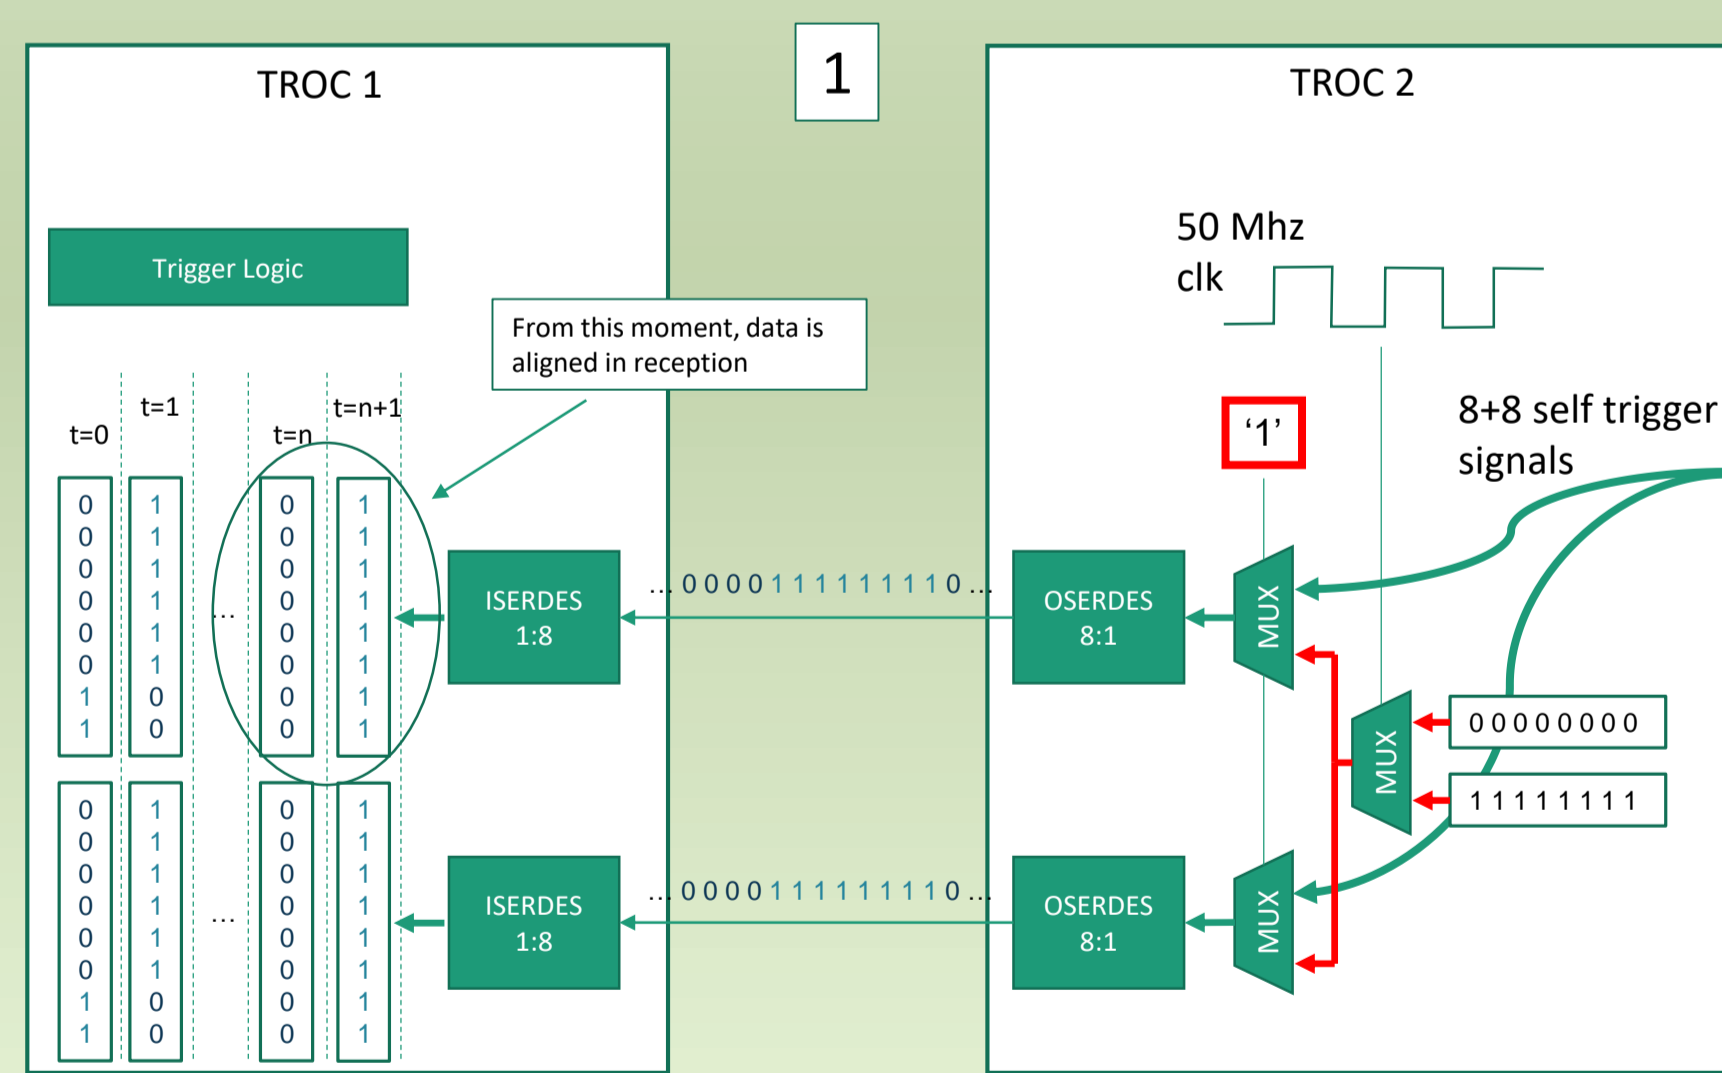 1
TROC 1
Trigger Logic
From this moment, data is
aligned in reception
t=0
t=1
t=n
t=n+1
0 1 0 1
0 1 0 1
0 1 0 1
0 1 … 0 1
0 1 0 1
0 1 0 1
1 0 0 1
1 0 0 1
0 1 0 1
0 1 0 1
0 1 0 1
0 1 … 0 1
0 1 0 1
0 1 0 1
1 0 0 1
1 0 0 1
ISERDES
1:8
ISERDES
1:8
…0 0 0 0 1 1 1 1 1 1 1 1 0 …
…0 0 0 0 1 1 1 1 1 1 1 1 0 …
TROC 2
50 Mhz
clk
‘1’
8+8 self trigger
signals
OSERDES
8:1
MUX
MUX
0 0 0 0 0 0 0 0
1 1 1 1 1 1 1 1
OSERDES
8:1
MUX